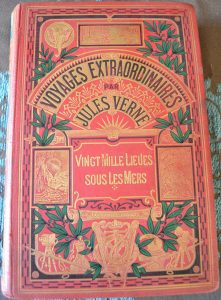 VOYAGES EXTRAORDINAIRES
PAR
JULES VERNE
VINGT MILLE LIEUES
SOUS LES MERS